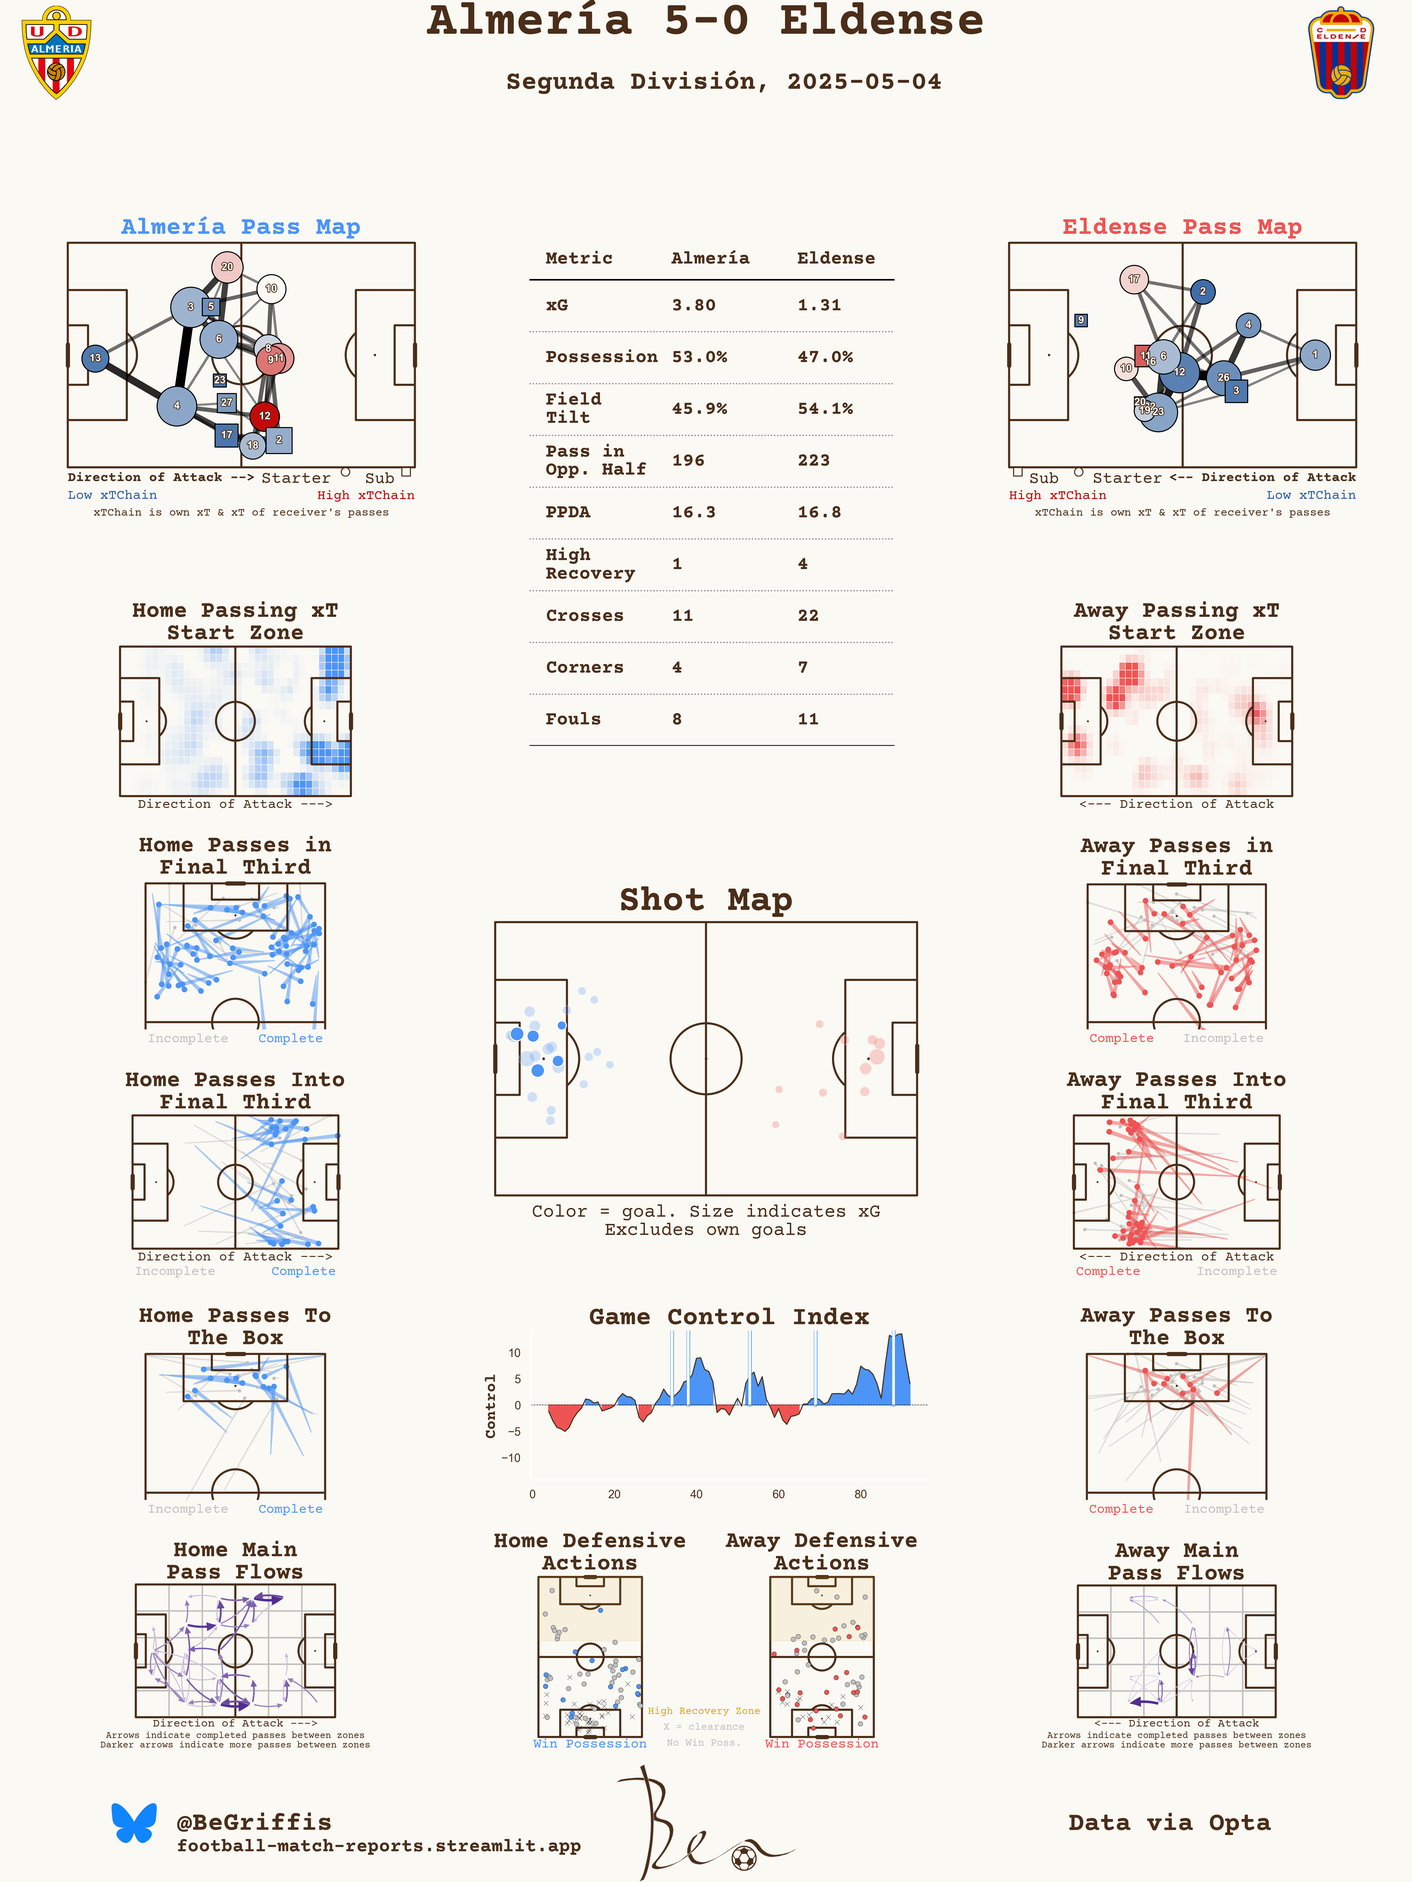 Almería 5-0 Eldense
Segunda División, 2025-05-04
U D
ALMERIA
C D
ELDENSE
Almería Pass Map
20
10
3
5
6
8
9
11
13
23
27
4
12
17
18
2
Direction of Attack --> Starter Sub
Low xTChain High xTChain
xTChain is own xT & xT of receiver's passes
Metric Almería Eldense
xG 3.80 1.31
Possession 53.0% 47.0%
Field
Tilt 45.9% 54.1%
Pass in
Opp. Half 196 223
PPDA 16.3 16.8
High
Recovery 1 4
Crosses 11 22
Corners 4 7
Fouls 8 11
Eldense Pass Map
17
2
9
4
11
16
6
1
10
12
26
3
20
22
19
23
Sub Starter <-- Direction of Attack
High xTChain Low xTChain
xTChain is own xT & xT of receiver's passes
Home Passing xT
Start Zone
Direction of Attack --->
Away Passing xT
Start Zone
<--- Direction of Attack
Home Passes in
Final Third
Incomplete Complete
Away Passes in
Final Third
Complete Incomplete
Shot Map
Color = goal. Size indicates xG
Excludes own goals
Home Passes Into
Final Third
Direction of Attack --->
Incomplete Complete
Away Passes Into
Final Third
<--- Direction of Attack
Complete Incomplete
Home Passes To
The Box
Incomplete Complete
Game Control Index
Control
10
5
0
−5
−10
0 20 40 60 80
Away Passes To
The Box
Complete Incomplete
Home Main
Pass Flows
Direction of Attack --->
Arrows indicate completed passes between zones
Darker arrows indicate more passes between zones
Home Defensive
Actions
Win Possession
Away Defensive
Actions
Win Possession
High Recovery Zone
X = clearance
No Win Poss.
Away Main
Pass Flows
<--- Direction of Attack
Arrows indicate completed passes between zones
Darker arrows indicate more passes between zones
@BeGriffis
football-match-reports.streamlit.app
Ben
Data via Opta